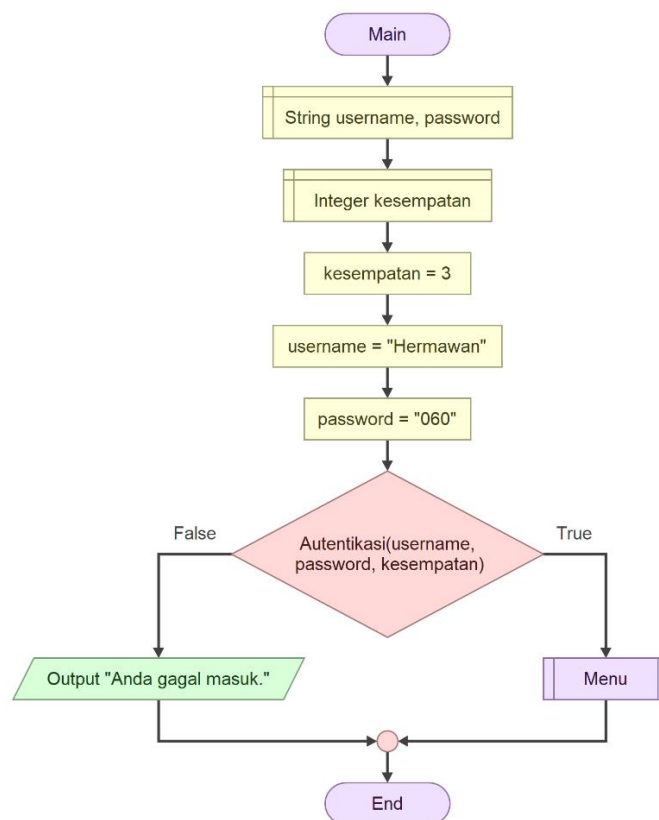 Main
String username, password
Integer kesempatan
kesempatan = 3
username = "Hermawan"
password = "060"
False
Autentikasi(username,
password, kesempatan)
True
Output "Anda gagal masuk."
Menu
End